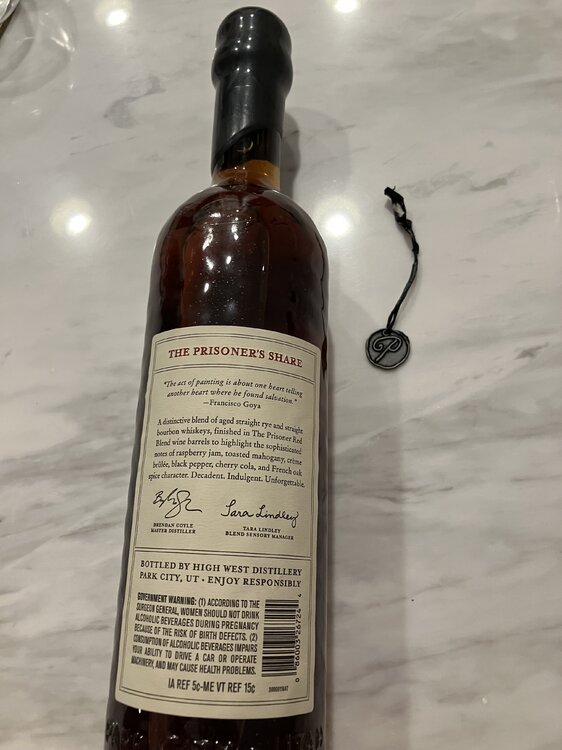 THE PRISONER'S SHARE
"The act of painting is about one heart telling
another heart where he found salvation."
—Francisco Goya
A distinctive blend of aged straight rye and straight
bourbon whiskeys, finished in The Prisoner Red
Blend wine barrels to highlight the sophisticated
notes of raspberry jam, toasted mahogany, crème
brûlée, black pepper, cherry cola, and French oak
spice character. Decadent. Indulgent. Unforgettable.
Tara Lindley
BRENDAN COYLE
MASTER DISTILLER
TARA LINDLEY
BLEND SENSORY MANAGER
BOTTLED BY HIGH WEST DISTILLERY
PARK CITY, UT • ENJOY RESPONSIBLY
GOVERNMENT WARNING: (1) ACCORDING TO THE
SURGEON GENERAL, WOMEN SHOULD NOT DRINK
ALCOHOLIC BEVERAGES DURING PREGNANCY
BECAUSE OF THE RISK OF BIRTH DEFECTS. (2)
CONSUMPTION OF ALCOHOLIC BEVERAGES IMPAIRS
YOUR ABILITY TO DRIVE A CAR OR OPERATE
MACHINERY, AND MAY CAUSE HEALTH PROBLEMS.
IA REF 5¢-ME VT REF 15¢
0 86003 26724 4
P